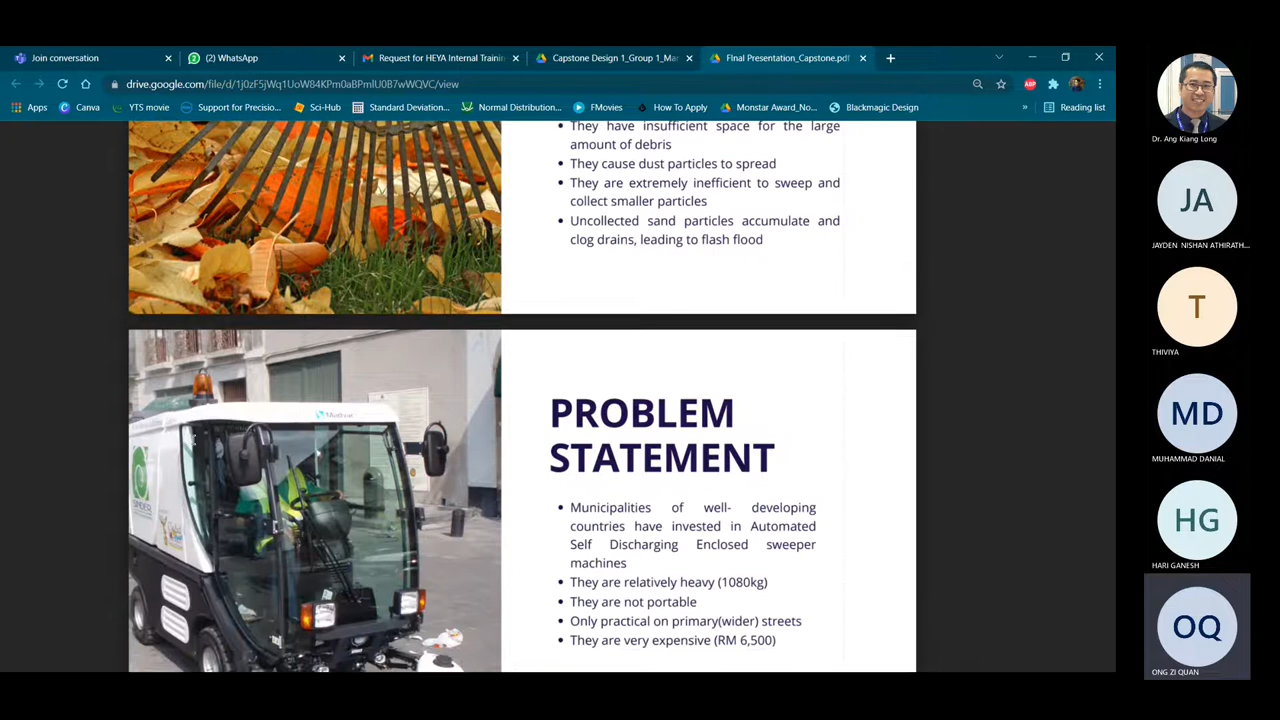 Join conversation
(2) WhatsApp
Request for HEYA Internal Trainin
Capstone Design 1_Group 1_Mar
Final Presentation_Capstone.pdf
drive.google.com/file/d/1j0zF5jWq1UoW84KPm0aBPmlU0B7wWQVC/view
Apps
Canva
YTS movie
Support for Precisio...
Sci-Hub
Standard Deviation...
Normal Distribution...
FMovies
How To Apply
Monstar Award_No...
Blackmagic Design
»
Reading list
• They have insufficient space for the large
amount of debris
• They cause dust particles to spread
• They are extremely inefficient to sweep and
collect smaller particles
• Uncollected sand particles accumulate and
clog drains, leading to flash flood
PROBLEM
STATEMENT
• Municipalities of well- developing
countries have invested in Automated
Self Discharging Enclosed sweeper
machines
• They are relatively heavy (1080kg)
• They are not portable
• Only practical on primary(wider) streets
• They are very expensive (RM 6,500)
Dr. Ang Kiang Long
JA
JAYDEN NISHAN ATHIRATH...
T
THIVIYA
MD
MUHAMMAD DANIAL
HG
HARI GANESH
OQ
ONG ZI QUAN